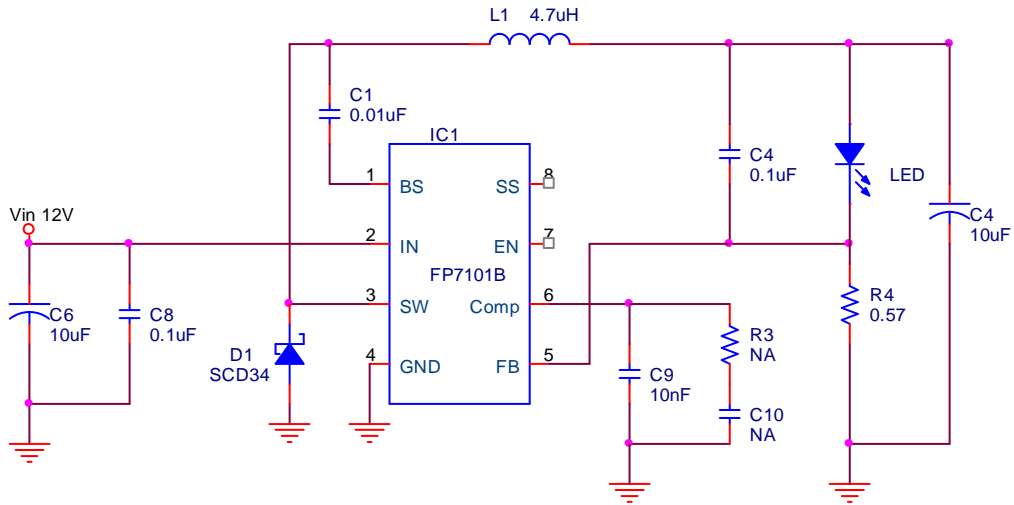 L1 4.7uH
C1
0.01uF
IC1
1 BS SS 8
C4
0.1uF
LED
Vin 12V
2 IN EN 7
C4
10uF
FP7101B
C6
10uF
C8
0.1uF
3 SW Comp 6
R4
0.57
R3
NA
D1
SCD34
4 GND FB 5
C9
10nF
C10
NA